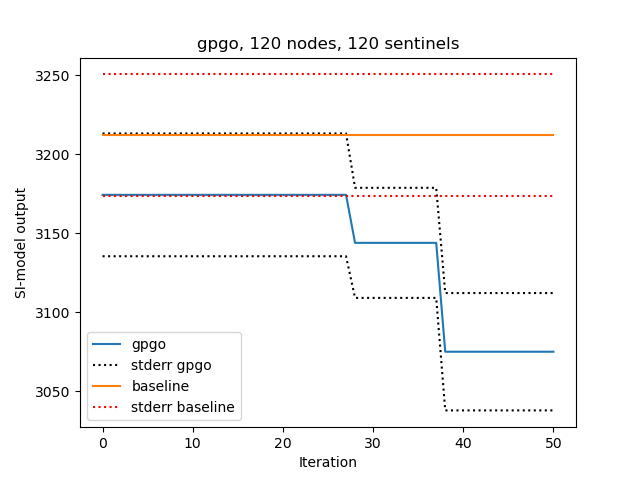 gpgo, 120 nodes, 120 sentinels
SI-model output
3250
3200
3150
3100
3050
gpgo
stderr gpgo
baseline
stderr baseline
0 10 20 30 40 50
Iteration